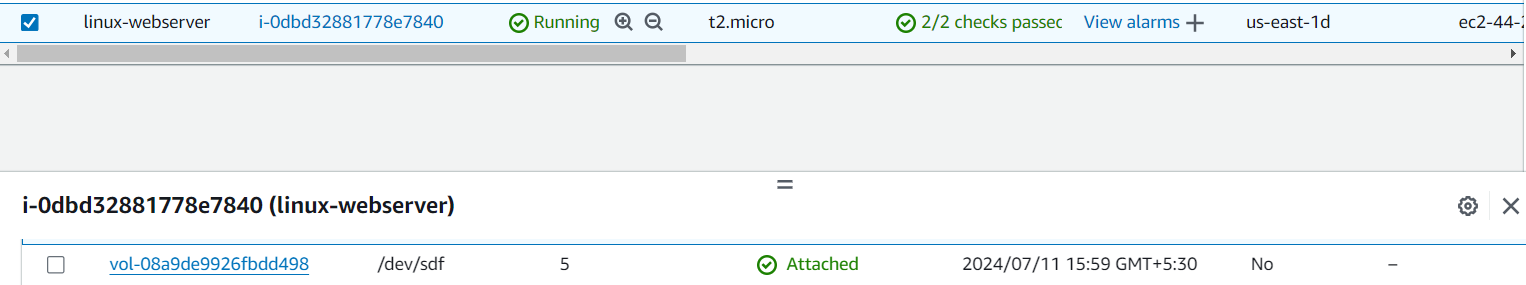 linux-webserver i-0dbd32881778e7840 Running t2.micro 2/2 checks passed View alarms + us-east-1d ec2-44-
i-0dbd32881778e7840 (linux-webserver)
vol-08a9de9926fbdd498 /dev/sdf 5 Attached 2024/07/11 15:59 GMT+5:30 No –